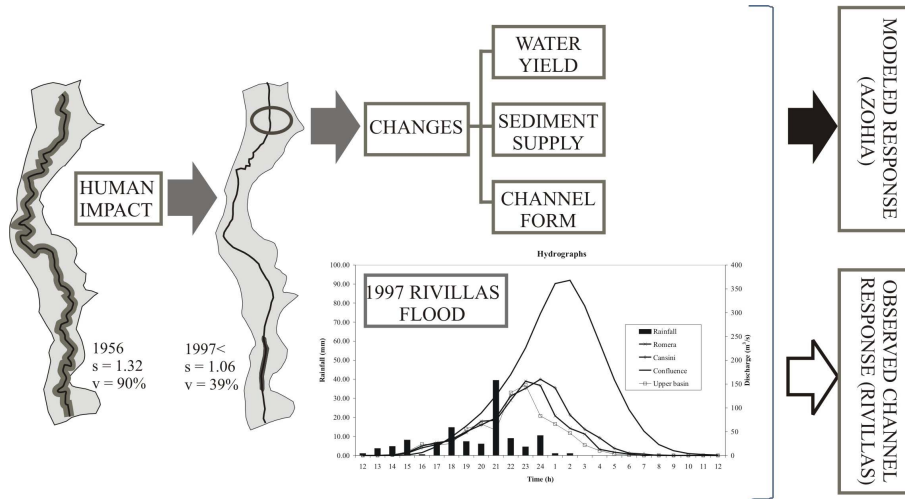 WATER
YIELD
CHANGES
SEDIMENT
SUPPLY
CHANNEL
FORM
HUMAN
IMPACT
1956
s = 1.32
v = 90%
1997<
s = 1.06
v = 39%
Hydrographs
1997 RIVILLAS
FLOOD
100.00
90.00
80.00
70.00
60.00
50.00
40.00
30.00
20.00
10.00
0.00
Rainfall (mm)
Rainfall
Romera
Cansini
Confluence
Upper basin
400
350
300
250
200
150
100
50
0
Discharge (m³/s)
12 13 14 15 16 17 18 19 20 21 22 23 24 1 2 3 4 5 6 7 8 9 10 11 12
Time (h)
MODELED RESPONSE
(AZOHIA)
OBSERVED CHANNEL
RESPONSE (RIVILLAS)